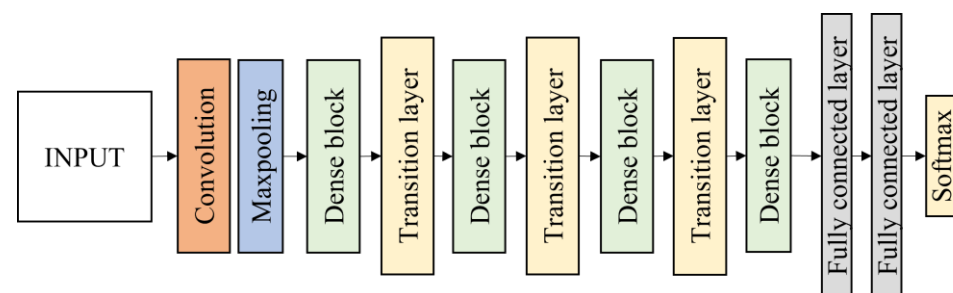 INPUT
Convolution
Maxpooling
Dense block
Transition layer
Dense block
Transition layer
Dense block
Transition layer
Dense block
Fully connected layer
Fully connected layer
Softmax